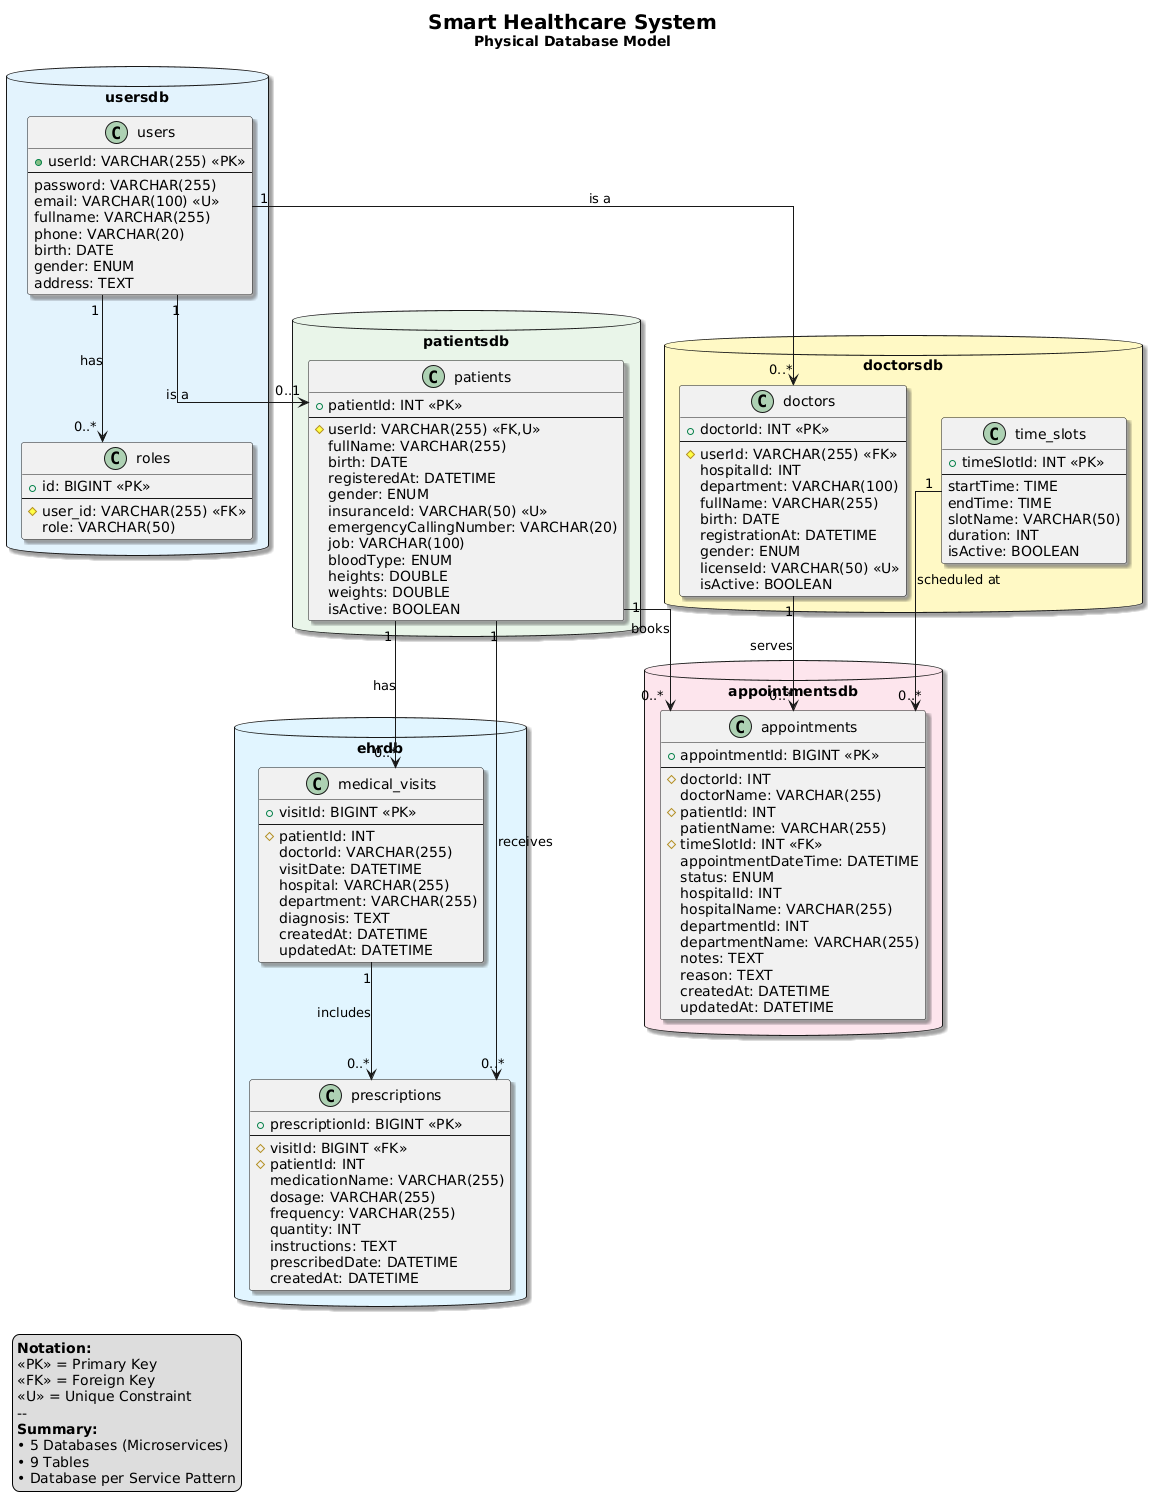 Smart Healthcare System
Physical Database Model
usersdb
C users
userId: VARCHAR(255) «PK»
password: VARCHAR(255)
email: VARCHAR(100) «U»
fullname: VARCHAR(255)
phone: VARCHAR(20)
birth: DATE
gender: ENUM
address: TEXT
1
is a
1
1
has
is a
0..1
0..*
0..*
C roles
id: BIGINT «PK»
user_id: VARCHAR(255) «FK»
role: VARCHAR(50)
patientsdb
C patients
patientId: INT «PK»
userId: VARCHAR(255) «FK,U»
fullName: VARCHAR(255)
birth: DATE
registeredAt: DATETIME
gender: ENUM
insuranceId: VARCHAR(50) «U»
emergencyCallingNumber: VARCHAR(20)
job: VARCHAR(100)
bloodType: ENUM
heights: DOUBLE
weights: DOUBLE
isActive: BOOLEAN
doctorsdb
C doctors
doctorId: INT «PK»
userId: VARCHAR(255) «FK»
hospitalId: INT
department: VARCHAR(100)
fullName: VARCHAR(255)
birth: DATE
registrationAt: DATETIME
gender: ENUM
licenseId: VARCHAR(50) «U»
isActive: BOOLEAN
C time_slots
timeSlotId: INT «PK»
startTime: TIME
endTime: TIME
slotName: VARCHAR(50)
duration: INT
isActive: BOOLEAN
1
scheduled at
1
books
1
serves
1
has
1
receives
0..*
0..*
0..*
appointmentsdb
C appointments
appointmentId: BIGINT «PK»
doctorId: INT
doctorName: VARCHAR(255)
patientId: INT
patientName: VARCHAR(255)
timeSlotId: INT «FK»
appointmentDateTime: DATETIME
status: ENUM
hospitalId: INT
hospitalName: VARCHAR(255)
departmentId: INT
departmentName: VARCHAR(255)
notes: TEXT
reason: TEXT
createdAt: DATETIME
updatedAt: DATETIME
ehrdb
C medical_visits
visitId: BIGINT «PK»
patientId: INT
doctorId: VARCHAR(255)
visitDate: DATETIME
hospital: VARCHAR(255)
department: VARCHAR(255)
diagnosis: TEXT
createdAt: DATETIME
updatedAt: DATETIME
1
includes
0..*
0..*
C prescriptions
prescriptionId: BIGINT «PK»
visitId: BIGINT «FK»
patientId: INT
medicationName: VARCHAR(255)
dosage: VARCHAR(255)
frequency: VARCHAR(255)
quantity: INT
instructions: TEXT
prescribedDate: DATETIME
createdAt: DATETIME
Notation:
«PK» = Primary Key
«FK» = Foreign Key
«U» = Unique Constraint
--
Summary:
• 5 Databases (Microservices)
• 9 Tables
• Database per Service Pattern